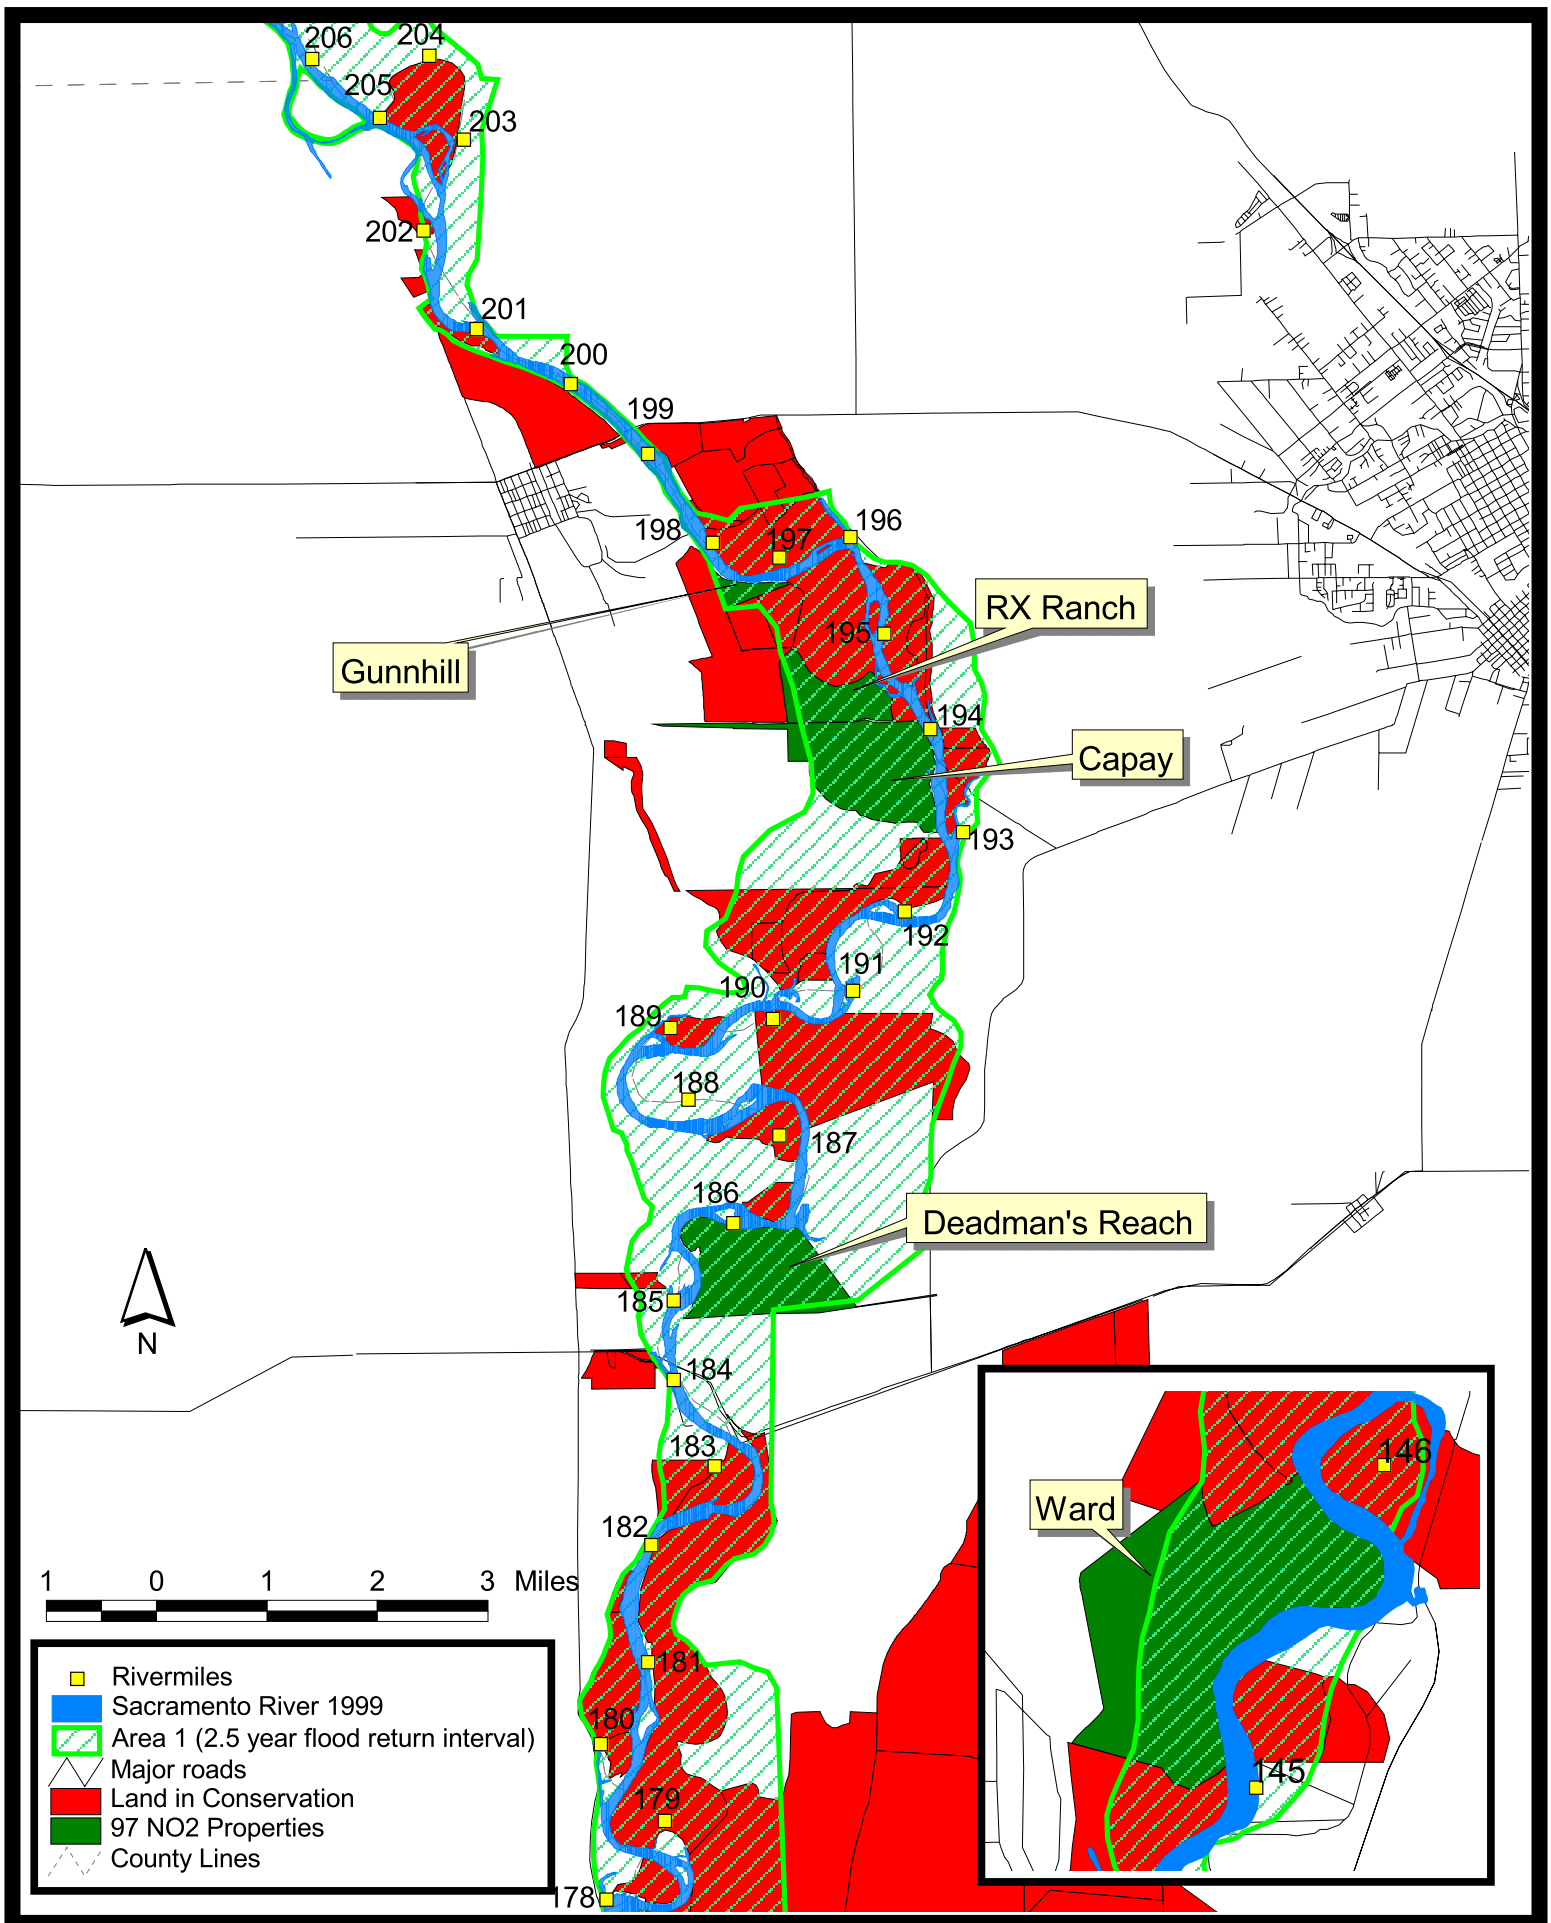 206
204
205
203
202
201
200
199
198
197
196
RX Ranch
195
Gunnhill
194
Capay
193
192
191
190
189
188
187
186
Deadman's Reach
185
N
184
183
146
Ward
182
1 0 1 2 3 Miles
181
180
145
179
178
Rivermiles
Sacramento River 1999
Area 1 (2.5 year flood return interval)
Major roads
Land in Conservation
97 NO2 Properties
County Lines